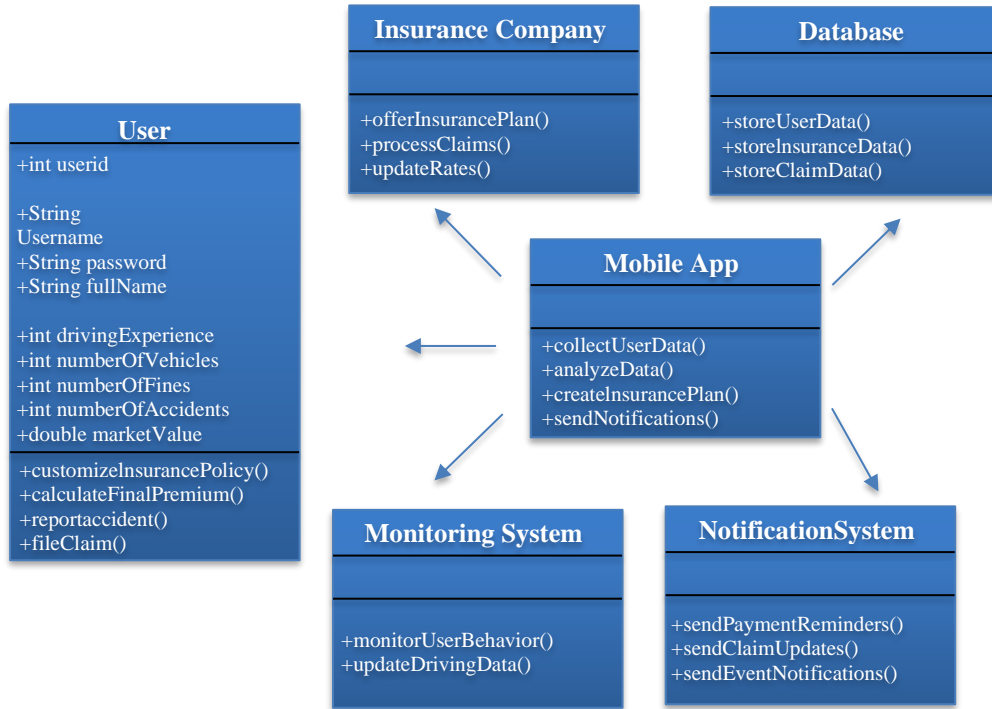 Insurance Company
+offerInsurancePlan()
+processClaims()
+updateRates()
Database
+storeUserData()
+storeInsuranceData()
+storeClaimData()
User
+int userid
+String
Username
+String password
+String fullName
+int drivingExperience
+int numberOfVehicles
+int numberOfFines
+int numberOfAccidents
+double marketValue
+customizeInsurancePolicy()
+calculateFinalPremium()
+reportaccident()
+fileClaim()
Mobile App
+collectUserData()
+analyzeData()
+createInsurancePlan()
+sendNotifications()
Monitoring System
+monitorUserBehavior()
+updateDrivingData()
NotificationSystem
+sendPaymentReminders()
+sendClaimUpdates()
+sendEventNotifications()